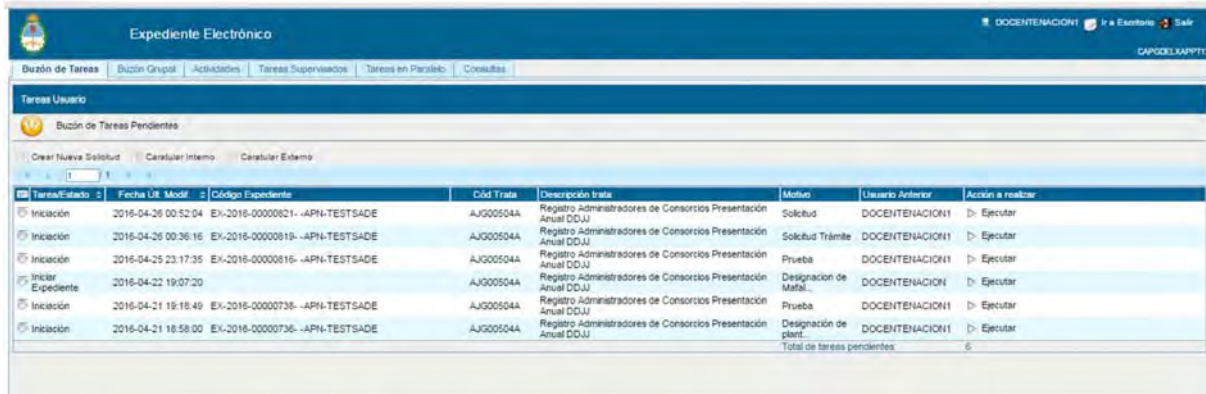 Expediente Electrónico
DOCENTENACION1 Ir a Escritorio Salir
Buzón de Tareas Buzón Grupal Actividades Tareas Supervisados Tareas en Paralelo Consultas
Tareas Usuario
Buzón de Tareas Pendientes
Crear Nueva Solicitud Caratular Interno Caratular Externo
1 / 1
Tarea/Estado Fecha Últ. Modif. Código Expediente Cód Trata Descripción trata Motivo Usuario Anterior Acción a realizar
Iniciación 2016-04-26 00:52:04 EX-2016-00000821- -APN-TESTSADE AJG00504A Registro Administradores de Consorcios Presentación Anual DDJJ Solicitud DOCENTENACION1 Ejecutar
Iniciación 2016-04-26 00:36:16 EX-2016-00000819- -APN-TESTSADE AJG00504A Registro Administradores de Consorcios Presentación Anual DDJJ Solicitud Trámite DOCENTENACION1 Ejecutar
Iniciación 2016-04-25 23:17:35 EX-2016-00000816- -APN-TESTSADE AJG00504A Registro Administradores de Consorcios Presentación Anual DDJJ Prueba DOCENTENACION1 Ejecutar
Iniciar Expediente 2016-04-22 19:07:20 AJG00504A Registro Administradores de Consorcios Presentación Anual DDJJ Designacion de Mafal... DOCENTENACION Ejecutar
Iniciación 2016-04-21 19:18:49 EX-2016-00000738- -APN-TESTSADE AJG00504A Registro Administradores de Consorcios Presentación Anual DDJJ Prueba DOCENTENACION1 Ejecutar
Iniciación 2016-04-21 18:58:00 EX-2016-00000736- -APN-TESTSADE AJG00504A Registro Administradores de Consorcios Presentación Anual DDJJ Designación de plant... DOCENTENACION1 Ejecutar
Total de tareas pendientes: 6